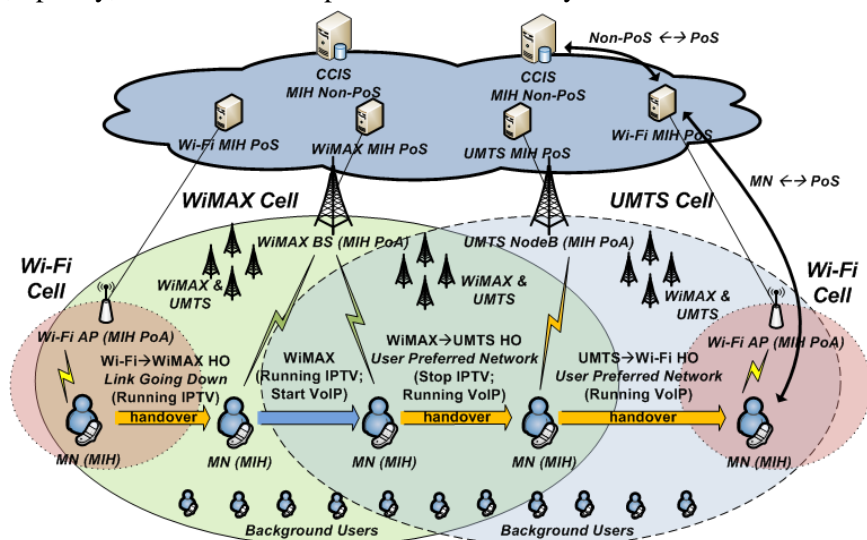 Non-PoS ←→ PoS
CCIS
MIH Non-PoS
CCIS
MIH Non-PoS
Wi-Fi MIH PoS
WiMAX MIH PoS
UMTS MIH PoS
Wi-Fi MIH PoS
MN ←→ PoS
WiMAX Cell
UMTS Cell
WiMAX BS (MIH PoA)
UMTS NodeB (MIH PoA)
Wi-Fi
Cell
WiMAX &
UMTS
WiMAX &
UMTS
WiMAX &
UMTS
Wi-Fi
Cell
Wi-Fi AP (MIH PoA)
Wi-Fi AP (MIH PoA)
Wi-Fi→WiMAX HO
Link Going Down
(Running IPTV)
WiMAX
(Running IPTV;
Start VoIP)
WiMAX→UMTS HO
User Preferred Network
(Stop IPTV;
Running VoIP)
UMTS→Wi-Fi HO
User Preferred Network
(Running VoIP)
handover
handover
handover
MN (MIH)
MN (MIH)
MN (MIH)
MN (MIH)
MN (MIH)
Background Users
Background Users